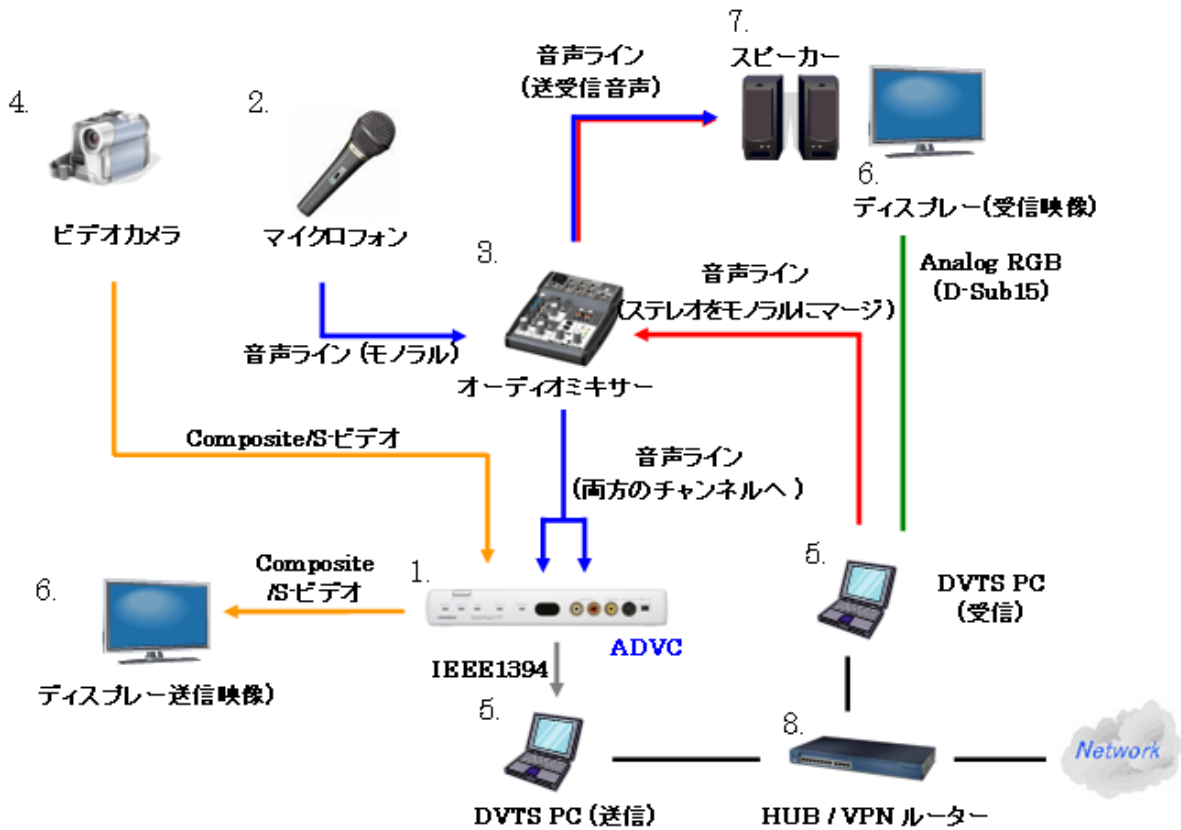 7.
スピーカー
音声ライン
(送受信音声)
4.
2.
6.
ディスプレー(受信映像)
ビデオカメラ
マイクロフォン
3.
音声ライン
(ステレオをモノラルにマージ)
Analog RGB
(D-Sub15)
音声ライン (モノラル)
オーディオミキサー
Composite/S-ビデオ
音声ライン
(両方のチャンネルへ )
Composite
/S-ビデオ
6.
1.
5.
DVTS PC
(受信)
ADVC
IEEE1394
ディスプレー送信映像)
5.
8.
Network
DVTS PC (送信)
HUB / VPN ルーター